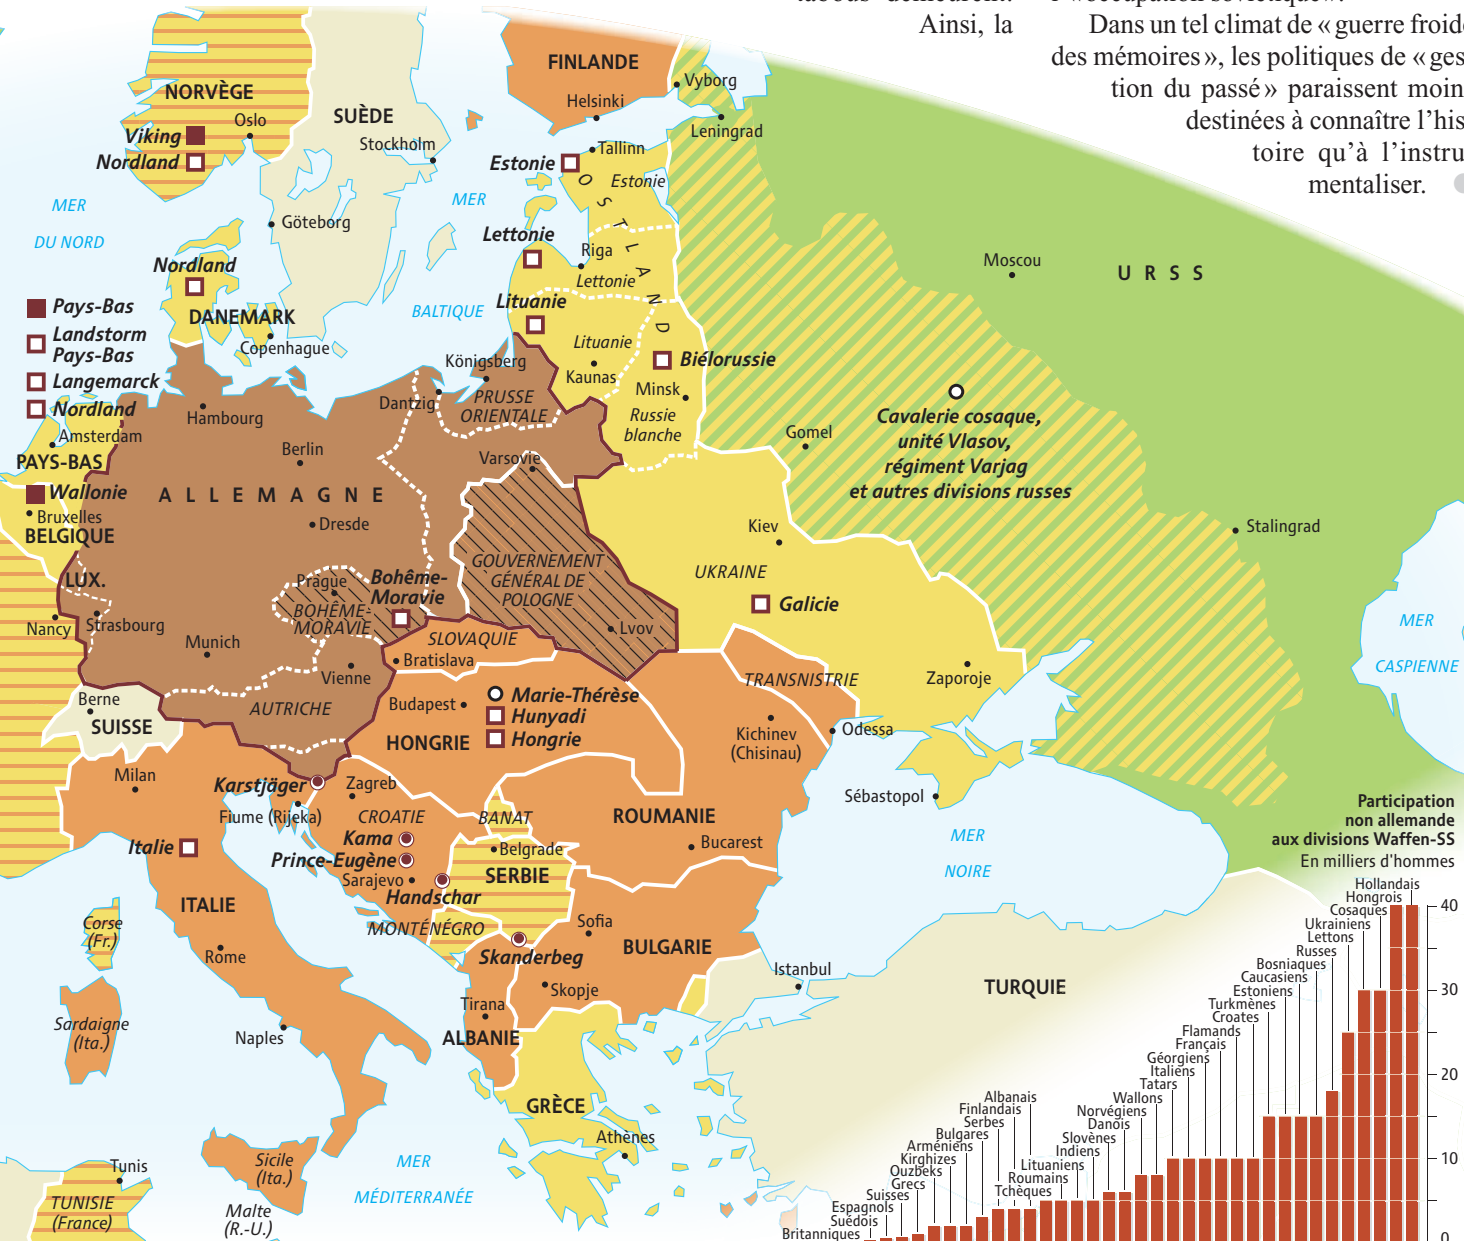 Ainsi, la
Dans un tel climat de « guerre froide
des mémoires », les politiques de « ges-
tion du passé » paraissent moins
destinées à connaître l'his-
toire qu'à l'instru-
mentaliser.
NORVÈGE
Oslo
Viking
Nordland
SUÈDE
Stockholm
Göteborg
FINLANDE
Helsinki
Vyborg
Leningrad
Tallinn
Estonie
Estonie
OSTLAND
MER
DU NORD
MER
BALTIQUE
Lettonie
Riga
Lettonie
Lituanie
Lituanie
Kaunas
Nordland
DANEMARK
Copenhague
Pays-Bas
Landstorm
Pays-Bas
Langemarck
Nordland
Amsterdam
PAYS-BAS
Wallonie
Bruxelles
BELGIQUE
LUX.
Nancy
Strasbourg
Hambourg
Berlin
ALLEMAGNE
Dresde
Munich
Königsberg
Dantzig
PRUSSE
ORIENTALE
Varsovie
Biélorussie
Minsk
Russie
blanche
Moscou
URSS
Gomel
Cavalerie cosaque,
unité Vlasov,
régiment Varjag
et autres divisions russes
Stalingrad
Kiev
UKRAINE
Galicie
Zaporoje
GOUVERNEMENT
GÉNÉRAL DE
POLOGNE
Lvov
Prague
Bohême-
Moravie
BOHÊME-
MORAVIE
SLOVAQUIE
Bratislava
Vienne
AUTRICHE
Berne
SUISSE
Budapest
HONGRIE
Marie-Thérèse
Hunyadi
Hongrie
TRANSNISTRIE
Kichinev
(Chisinau)
Odessa
Sébastopol
MER
CASPIENNE
MER
NOIRE
Milan
Karstjäger
Fiume (Rijeka)
Zagreb
CROATIE
BANAT
Kama
Prince-Eugène
Sarajevo
Handschar
Belgrade
SERBIE
MONTÉNÉGRO
Skanderbeg
ROUMANIE
Bucarest
Sofia
BULGARIE
Skopje
Tirana
ALBANIE
Italie
ITALIE
Rome
Naples
Corse
(Fr.)
Sardaigne
(Ita.)
Sicile
(Ita.)
Malte
(R.-U.)
Tunis
TUNISIE
(France)
MER
MÉDITERRANÉE
GRÈCE
Athènes
Istanbul
TURQUIE
Participation
non allemande
aux divisions Waffen-SS
En milliers d'hommes
Hollandais
Hongrois
Cosaques
Ukrainiens
Lettons
Russes
Bosniaques
Caucasiens
Estoniens
Turkmènes
Croates
Flamands
Français
Géorgiens
Italiens
Tatars
Wallons
Norvégiens
Danois
Slovènes
Indiens
Lituaniens
Roumains
Tchèques
Albanais
Finlandais
Serbes
Bulgares
Arméniens
Kirghizes
Ouzbeks
Grecs
Suisses
Espagnols
Suédois
Britanniques
40
30
20
10
0